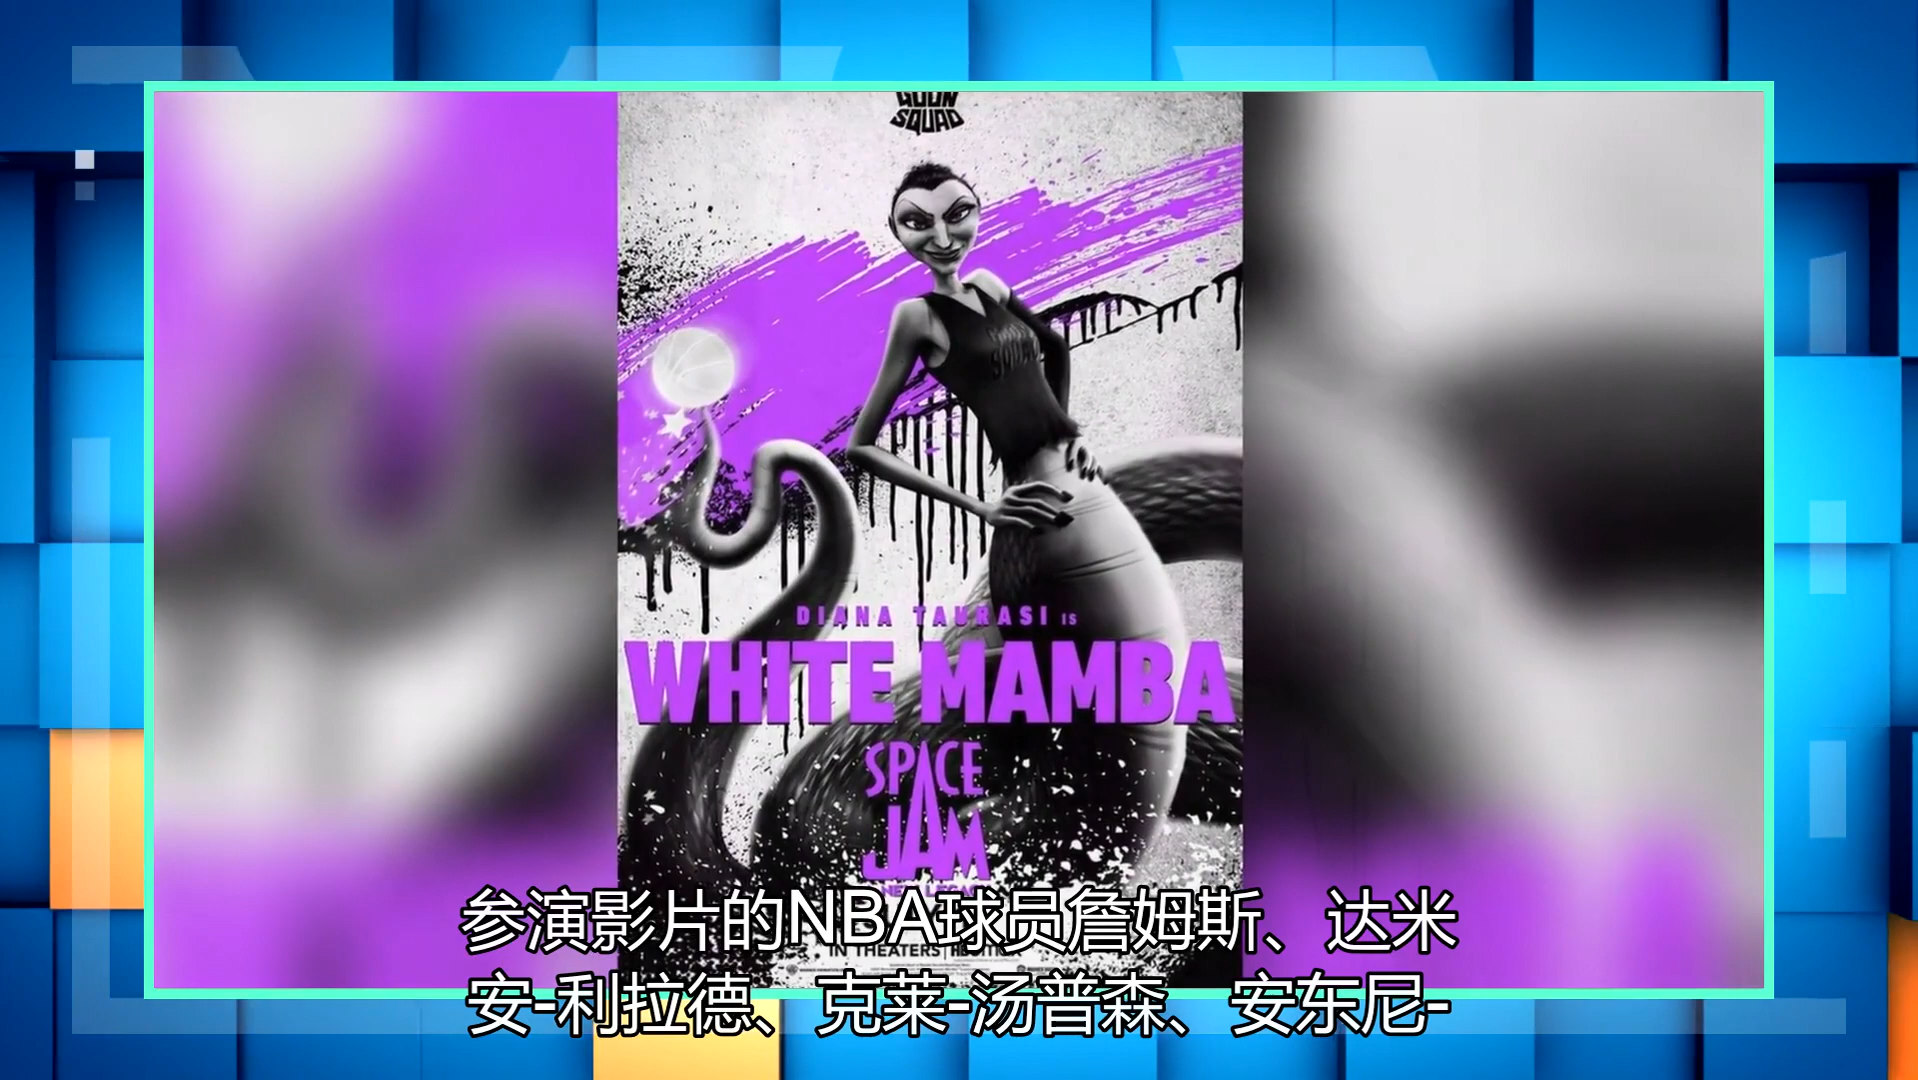 GOON
SQUAD
DIANA TAURASI IS
WHITE MAMBA
SPACE
JAM
参演影片的NBA球员詹姆斯、达米
IN THEATERS
安-利拉德、克莱-汤普森、安东尼-